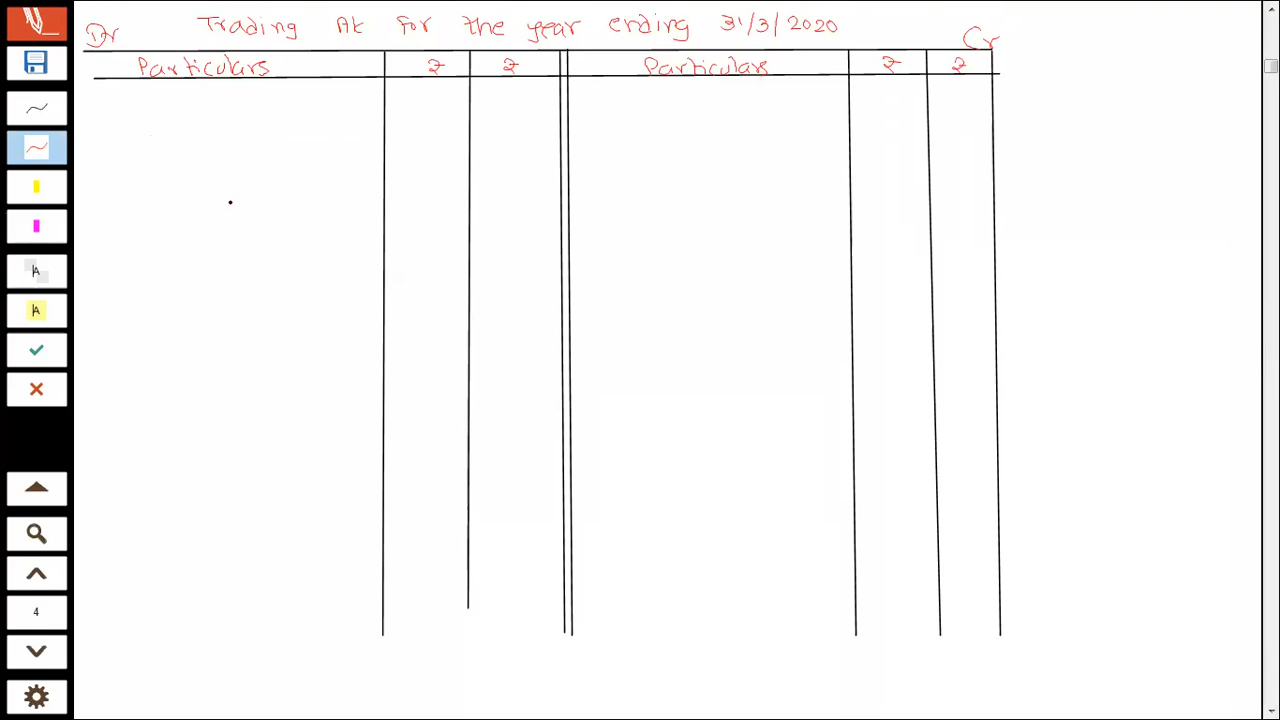 Dr Trading A/c for the year ending 31/3/2020 Cr
Particulars ₹ ₹ Particulars ₹ ₹
A
A
4